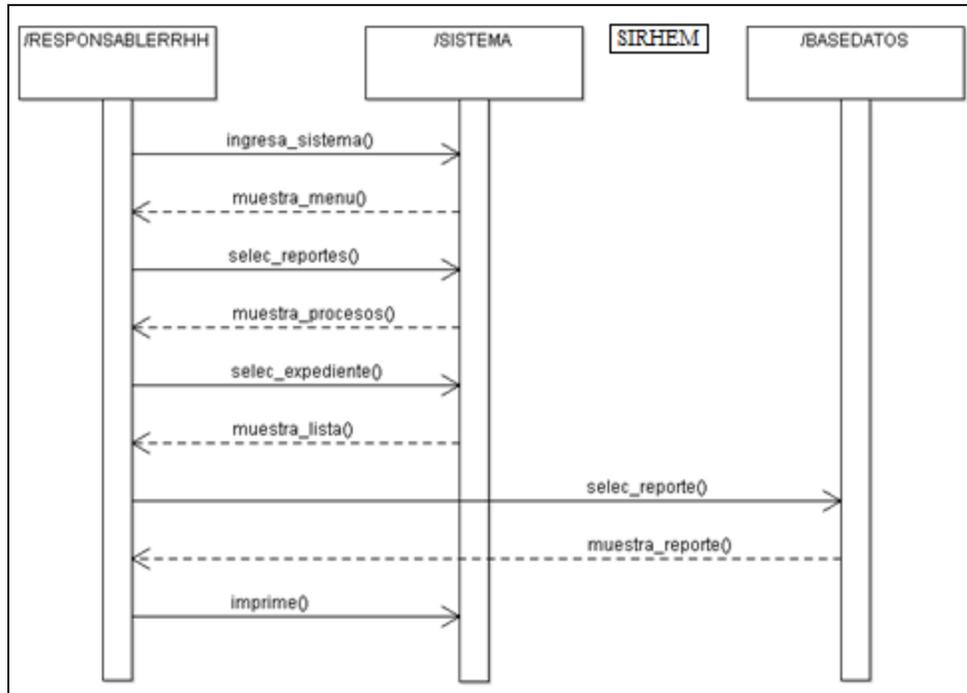 /RESPONSABLERRHH
/SISTEMA
SIRHEM
/BASEDATOS
ingresa_sistema()
muestra_menu()
selec_reportes()
muestra_procesos()
selec_expediente()
muestra_lista()
selec_reporte()
muestra_reporte()
imprime()